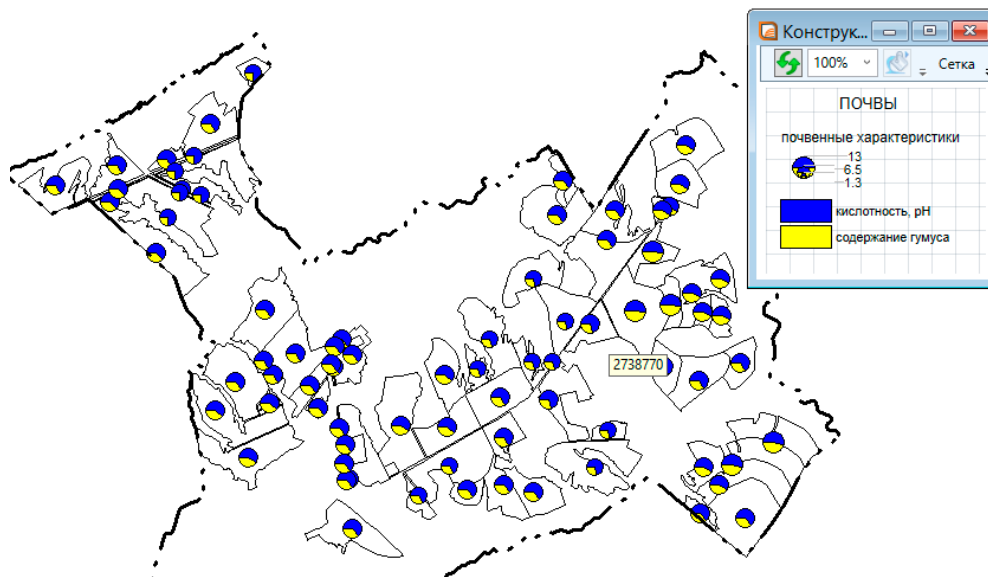 Конструк...
100%
Сетка
ПОЧВЫ
почвенные характеристики
13
6.5
1.3
кислотность, pH
содержание гумуса
2738770